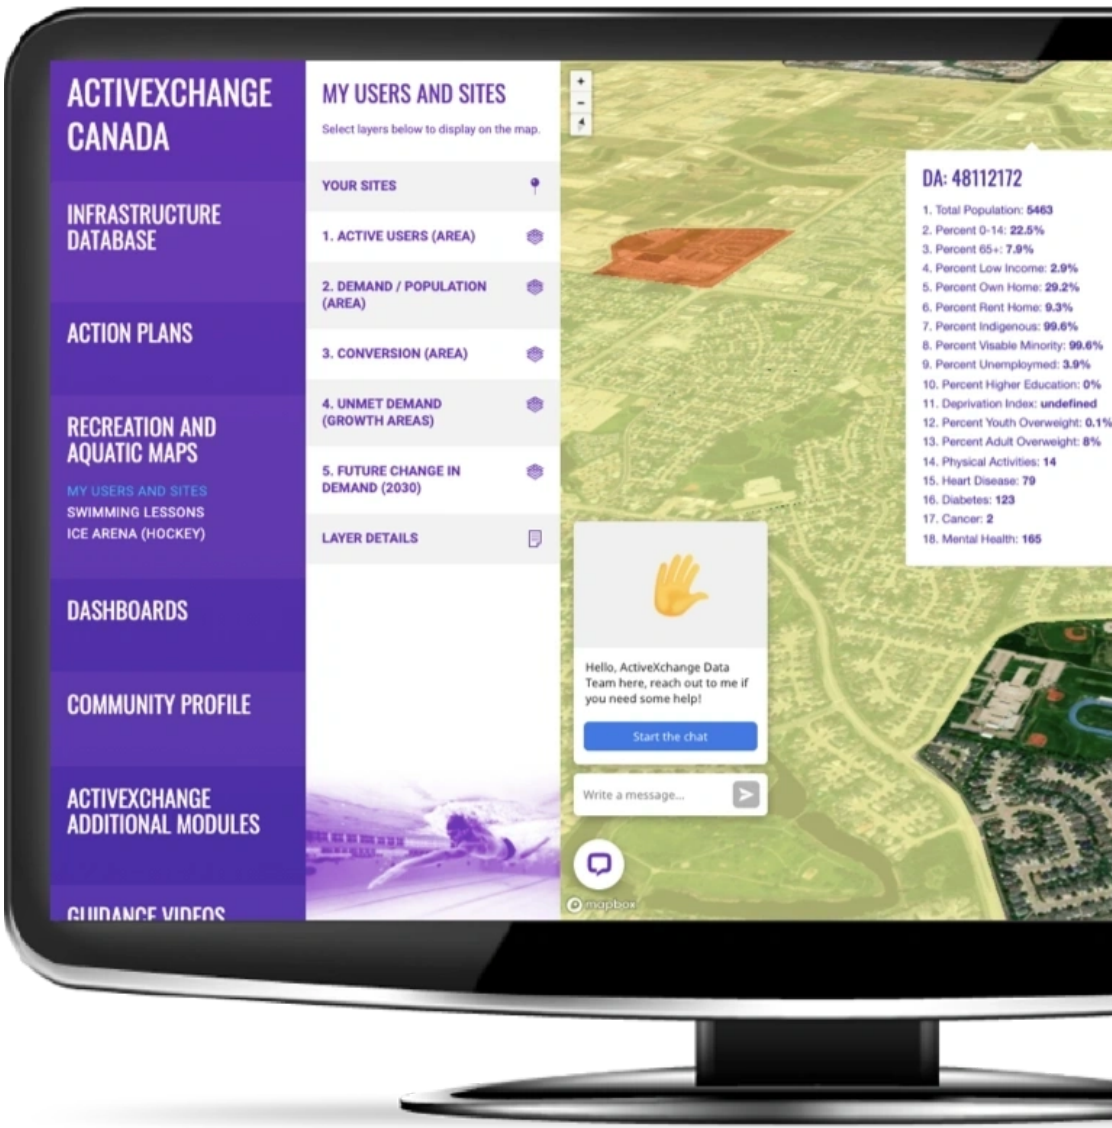 ACTIVEXCHANGE
CANADA
INFRASTRUCTURE
DATABASE
ACTION PLANS
RECREATION AND
AQUATIC MAPS
MY USERS AND SITES
SWIMMING LESSONS
ICE ARENA (HOCKEY)
DASHBOARDS
COMMUNITY PROFILE
ACTIVEXCHANGE
ADDITIONAL MODULES
GUIDANCE VIDEOS
MY USERS AND SITES
Select layers below to display on the map.
YOUR SITES
1. ACTIVE USERS (AREA)
2. DEMAND / POPULATION
(AREA)
3. CONVERSION (AREA)
4. UNMET DEMAND
(GROWTH AREAS)
5. FUTURE CHANGE IN
DEMAND (2030)
LAYER DETAILS
+
-
DA: 48112172
1. Total Population: 5463
2. Percent 0-14: 22.5%
3. Percent 65+: 7.9%
4. Percent Low Income: 2.9%
5. Percent Own Home: 29.2%
6. Percent Rent Home: 9.3%
7. Percent Indigenous: 99.6%
8. Percent Visable Minority: 99.6%
9. Percent Unemploymed: 3.9%
10. Percent Higher Education: 0%
11. Deprivation Index: undefined
12. Percent Youth Overweight: 0.1%
13. Percent Adult Overweight: 8%
14. Physical Activities: 14
15. Heart Disease: 79
16. Diabetes: 123
17. Cancer: 2
18. Mental Health: 165
Hello, ActiveXchange Data
Team here, reach out to me if
you need some help!
Start the chat
Write a message...
mapbox